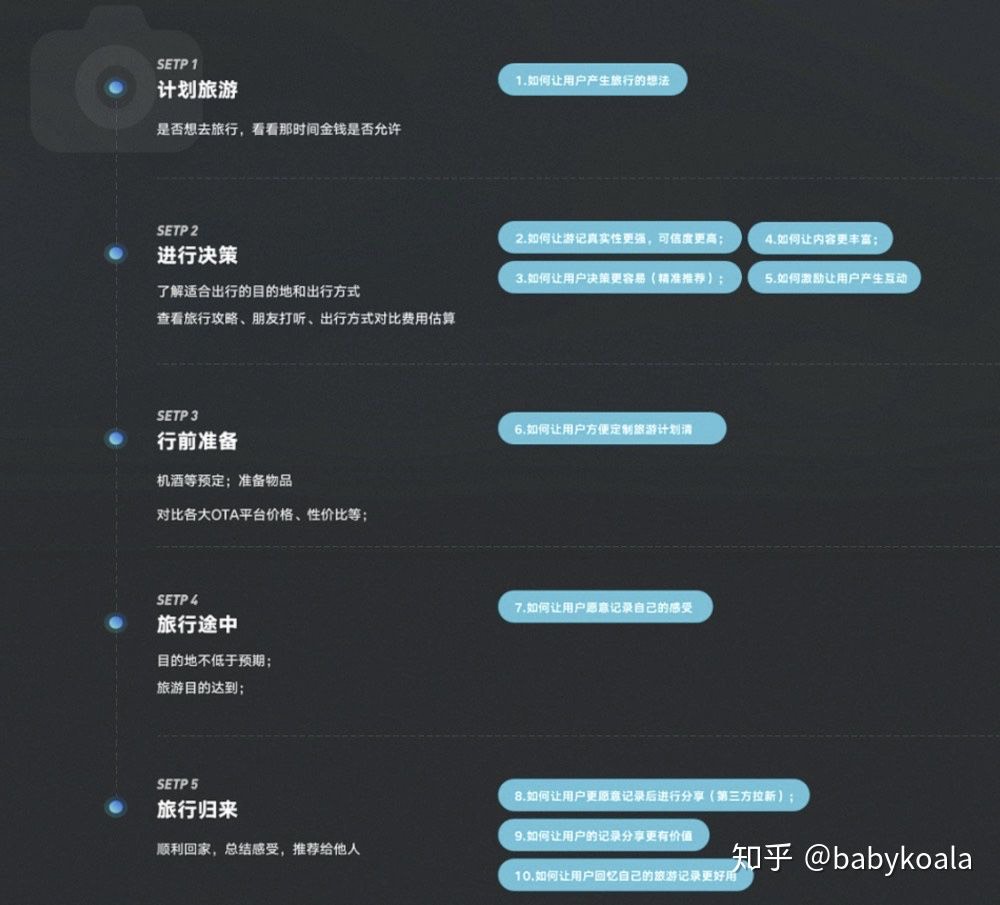 SETP 1
计划旅游
是否想去旅行，看看那时间金钱是否允许
1.如何让用户产生旅行的想法
SETP 2
进行决策
了解适合出行的目的地和出行方式
查看旅行攻略、朋友打听、出行方式对比费用估算
2.如何让游记真实性更强，可信度更高；
4.如何让内容更丰富；
3.如何让用户决策更容易（精准推荐）；
5.如何激励让用户产生互动
SETP 3
行前准备
机酒等预定；准备物品
对比各大OTA平台价格、性价比等；
6.如何让用户方便定制旅游计划清
SETP 4
旅行途中
目的地不低于预期；
旅游目的达到；
7.如何让用户愿意记录自己的感受
SETP 5
旅行归来
顺利回家，总结感受，推荐给他人
8.如何让用户更愿意记录后进行分享（第三方拉新）；
9.如何让用户的记录分享更有价值
10.如何让用户回忆自己的旅游记录更好用
知乎 @babykoala